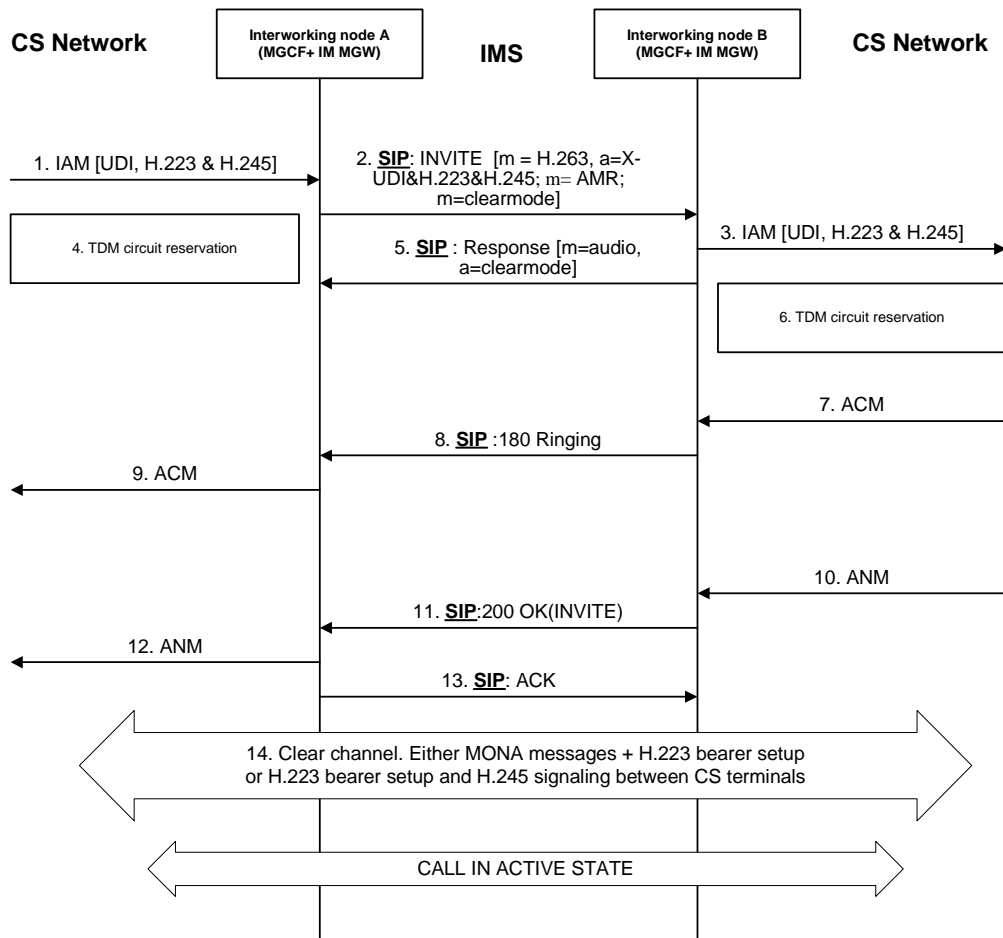 CS Network
Interworking node A
(MGCF+ IM MGW)
IMS
Interworking node B
(MGCF+ IM MGW)
CS Network
1. IAM [UDI, H.223 & H.245]
2. SIP: INVITE [m = H.263, a=X-
UDI&H.223&H.245; m= AMR;
m=clearmode]
3. IAM [UDI, H.223 & H.245]
4. TDM circuit reservation
5. SIP : Response [m=audio,
a=clearmode]
6. TDM circuit reservation
7. ACM
8. SIP :180 Ringing
9. ACM
10. ANM
11. SIP:200 OK(INVITE)
12. ANM
13. SIP: ACK
14. Clear channel. Either MONA messages + H.223 bearer setup
or H.223 bearer setup and H.245 signaling between CS terminals
CALL IN ACTIVE STATE